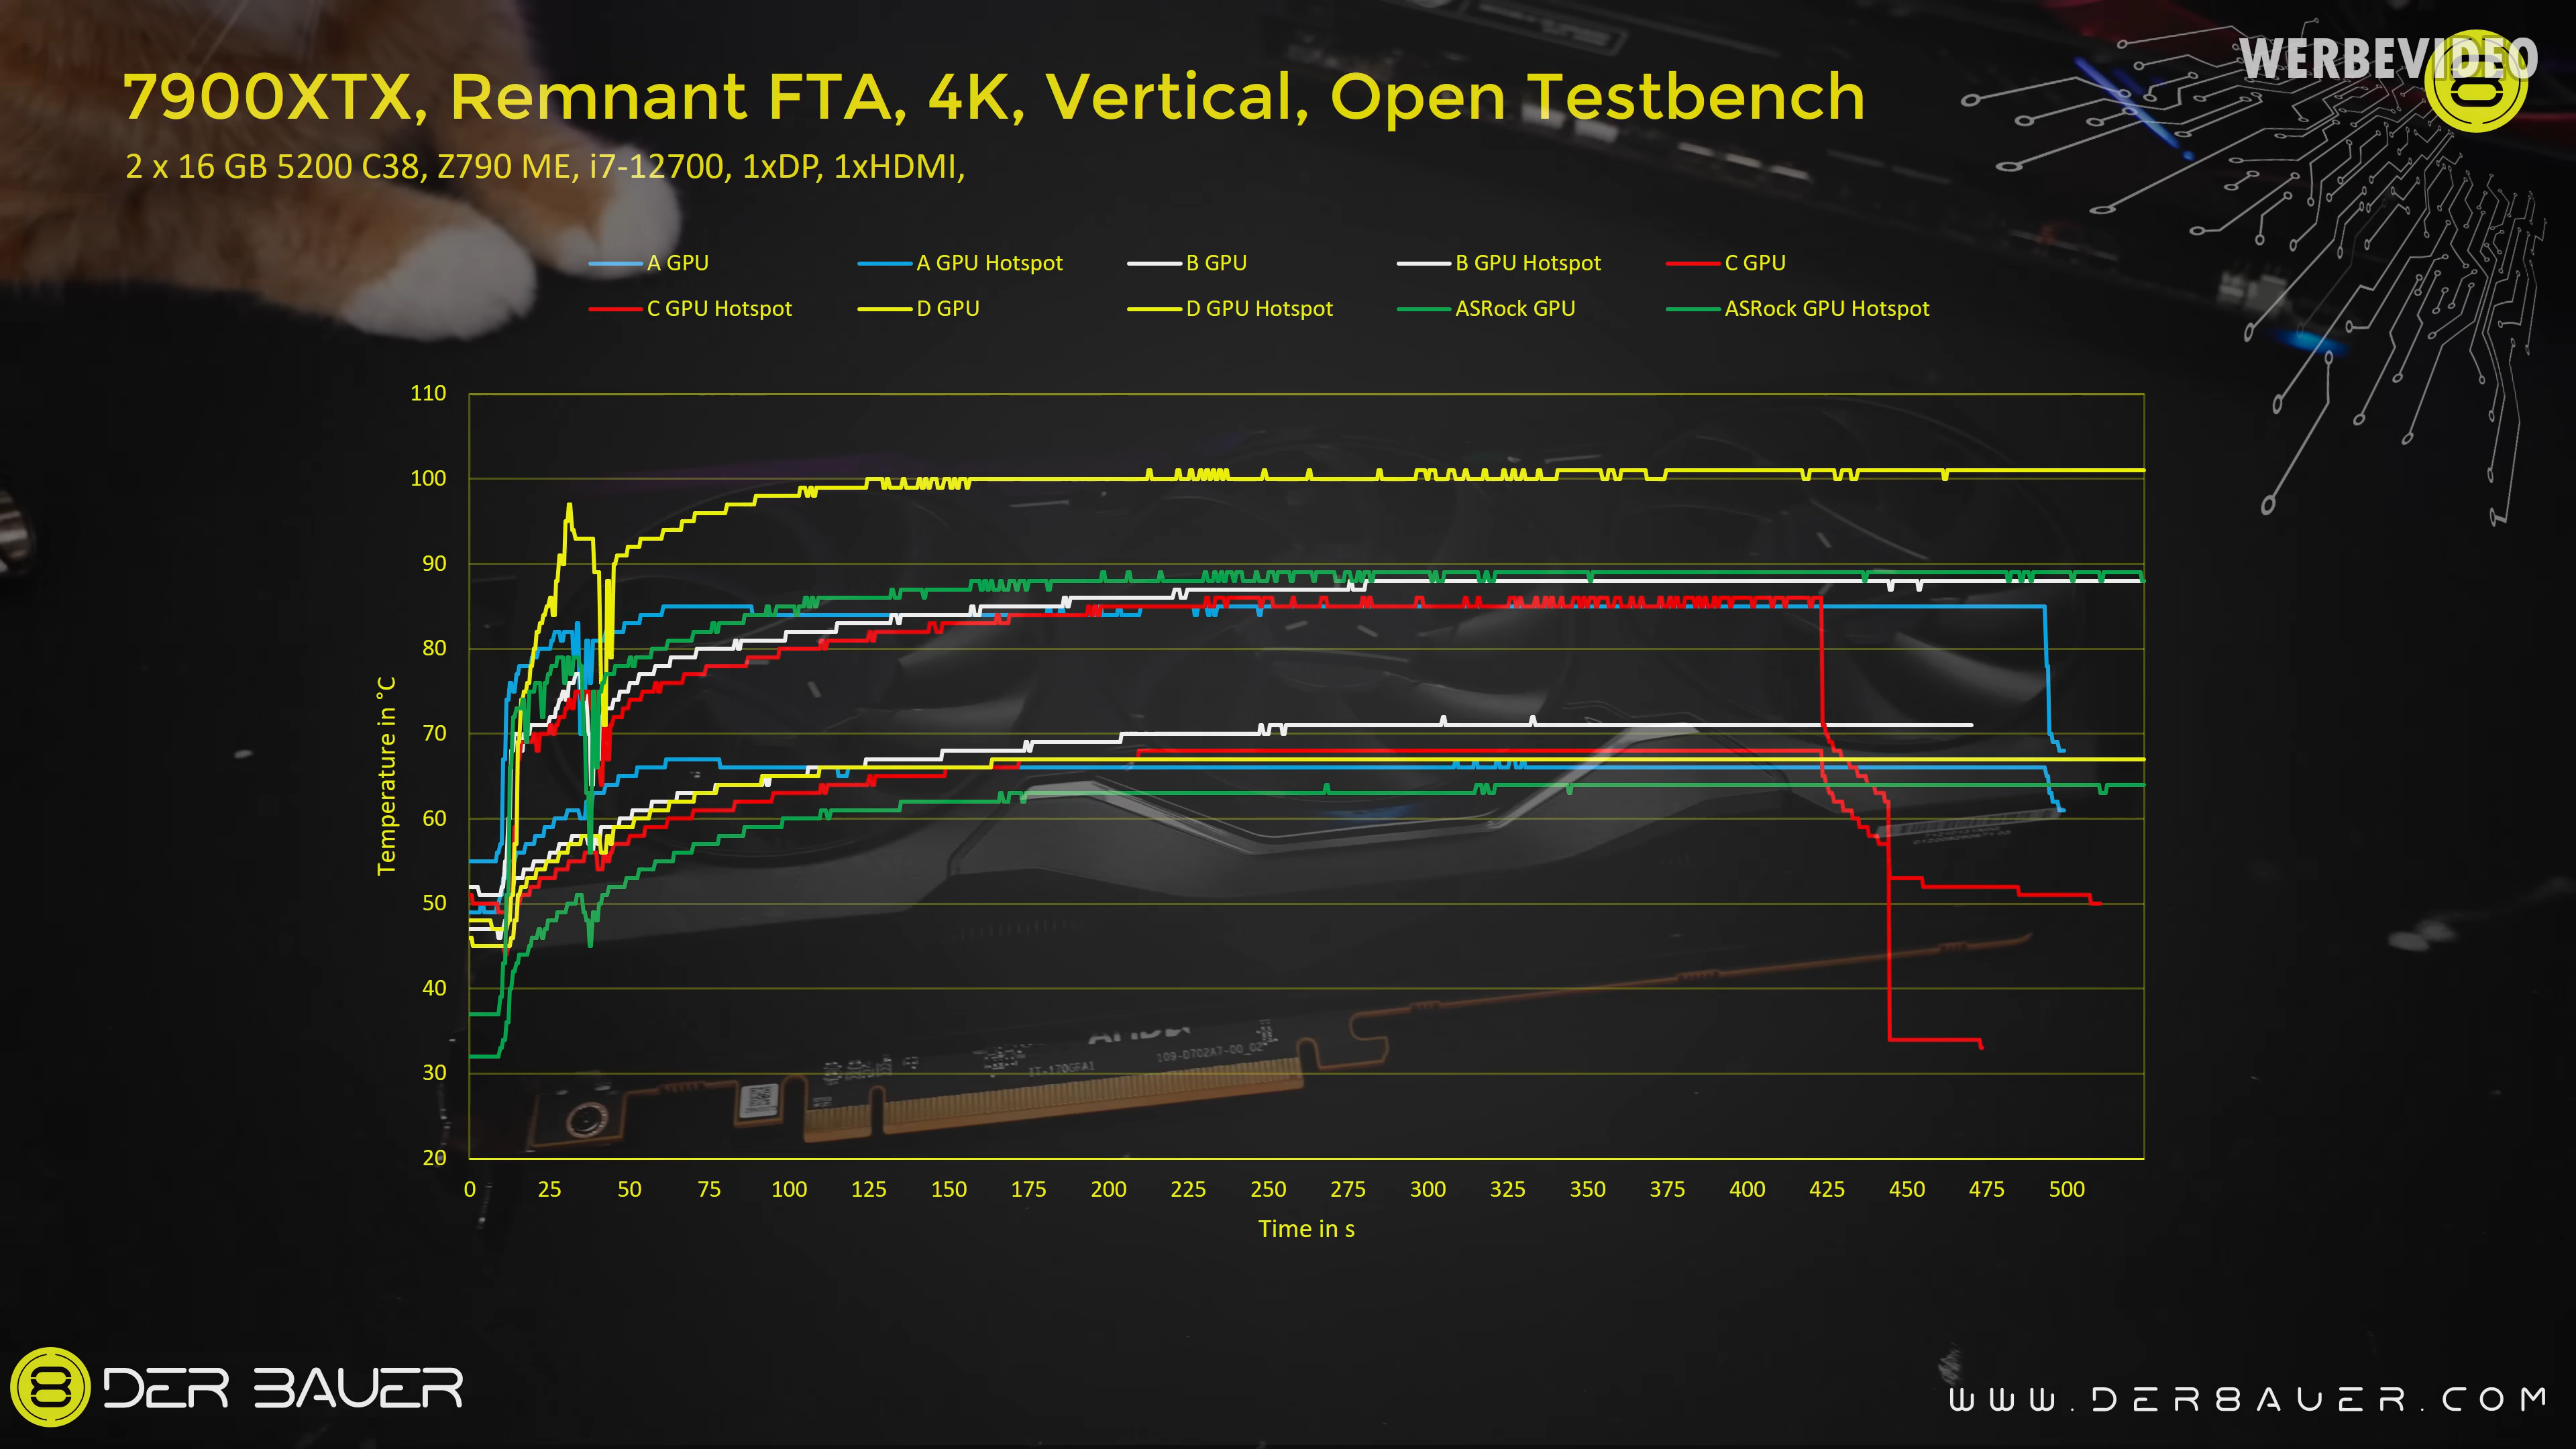 WERBEVIDEO
7900XTX, Remnant FTA, 4K, Vertical, Open Testbench
2 x 16 GB 5200 C38, Z790 ME, i7-12700, 1xDP, 1xHDMI,
A GPU A GPU Hotspot B GPU B GPU Hotspot C GPU
C GPU Hotspot D GPU D GPU Hotspot ASRock GPU ASRock GPU Hotspot
110
100
90
80
70
60
50
40
30
20
Temperature in °C
0 25 50 75 100 125 150 175 200 225 250 275 300 325 350 375 400 425 450 475 500
Time in s
109-D702A7-00_02
DER BAUER
WWW.DER8AUER.COM